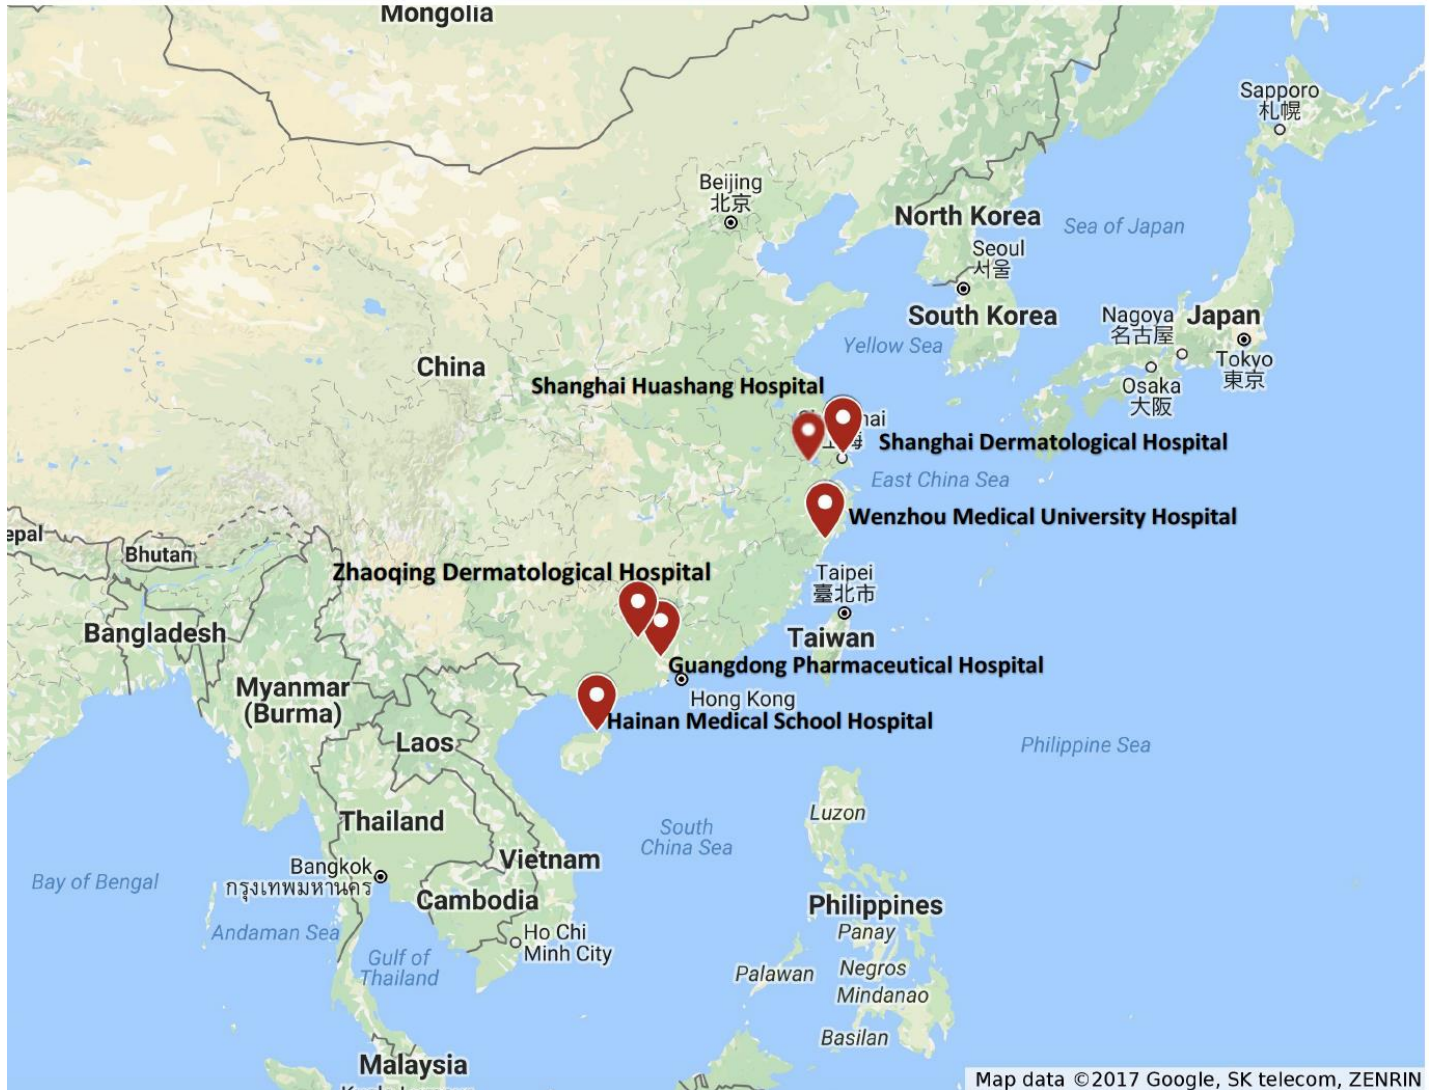 Mongolia
Sapporo
札幌
Beijing
北京
North Korea
Sea of Japan
Seoul
서울
South Korea
Nagoya
名古屋
Japan
Yellow Sea
Tokyo
東京
China
Osaka
大阪
Shanghai Huashang Hospital
Shanghai Dermatological Hospital
East China Sea
Wenzhou Medical University Hospital
epal
Bhutan
Zhaoqing Dermatological Hospital
Taipei
臺北市
Bangladesh
Taiwan
Guangdong Pharmaceutical Hospital
Myanmar
(Burma)
Hong Kong
Hainan Medical School Hospital
Laos
Philippine Sea
Luzon
Thailand
South
China Sea
Vietnam
Bangkok
กรุงเทพมหานคร
Bay of Bengal
Cambodia
Philippines
Andaman Sea
Ho Chi
Minh City
Panay
Gulf of
Thailand
Palawan
Negros
Mindanao
Basilan
Malaysia
Map data ©2017 Google, SK telecom, ZENRIN